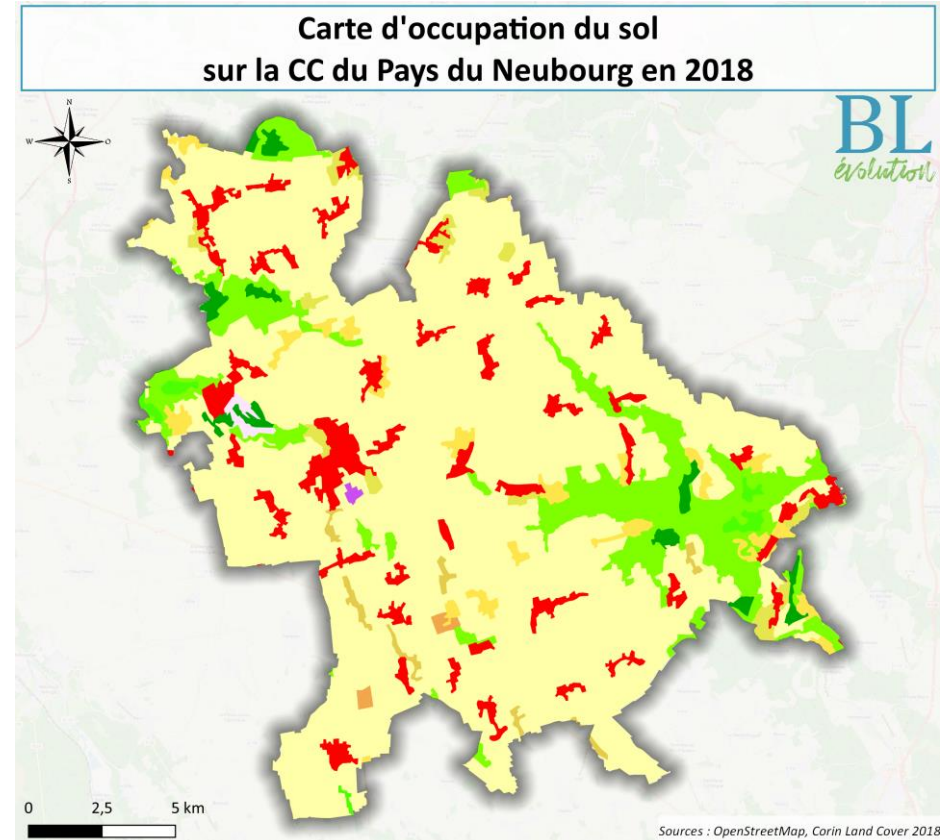 Carte d'occupation du sol
sur la CC du Pays du Neubourg en 2018
BL
évolution
N
W
O
S
0 2,5 5 km
Sources : OpenStreetMap, Corin Land Cover 2018